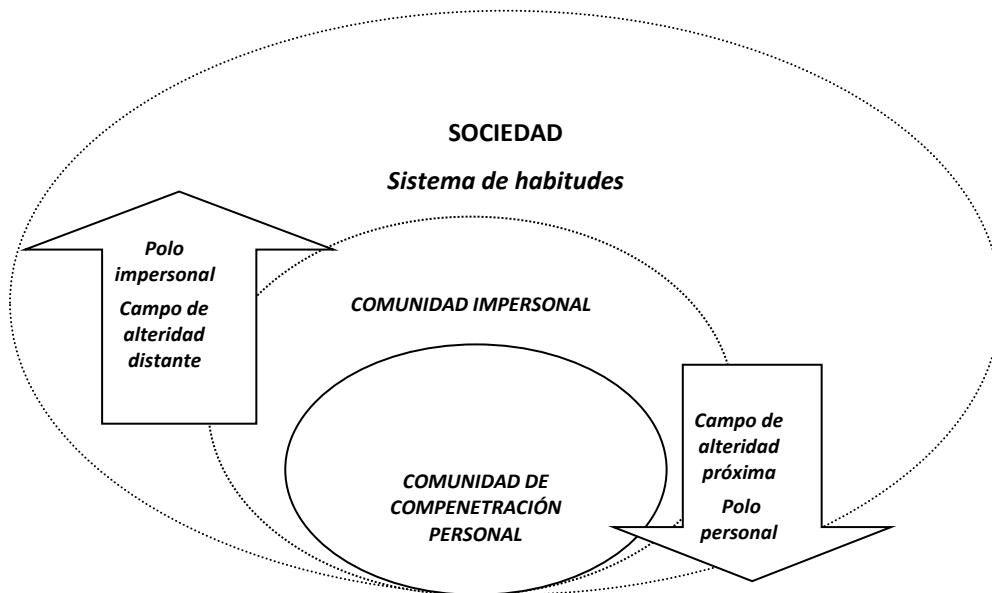 SOCIEDAD
Sistema de habitudes
Polo
impersonal
Campo de
alteridad
distante
COMUNIDAD IMPERSONAL
COMUNIDAD DE
COMPENETRACIÓN
PERSONAL
Campo de
alteridad
próxima
Polo
personal